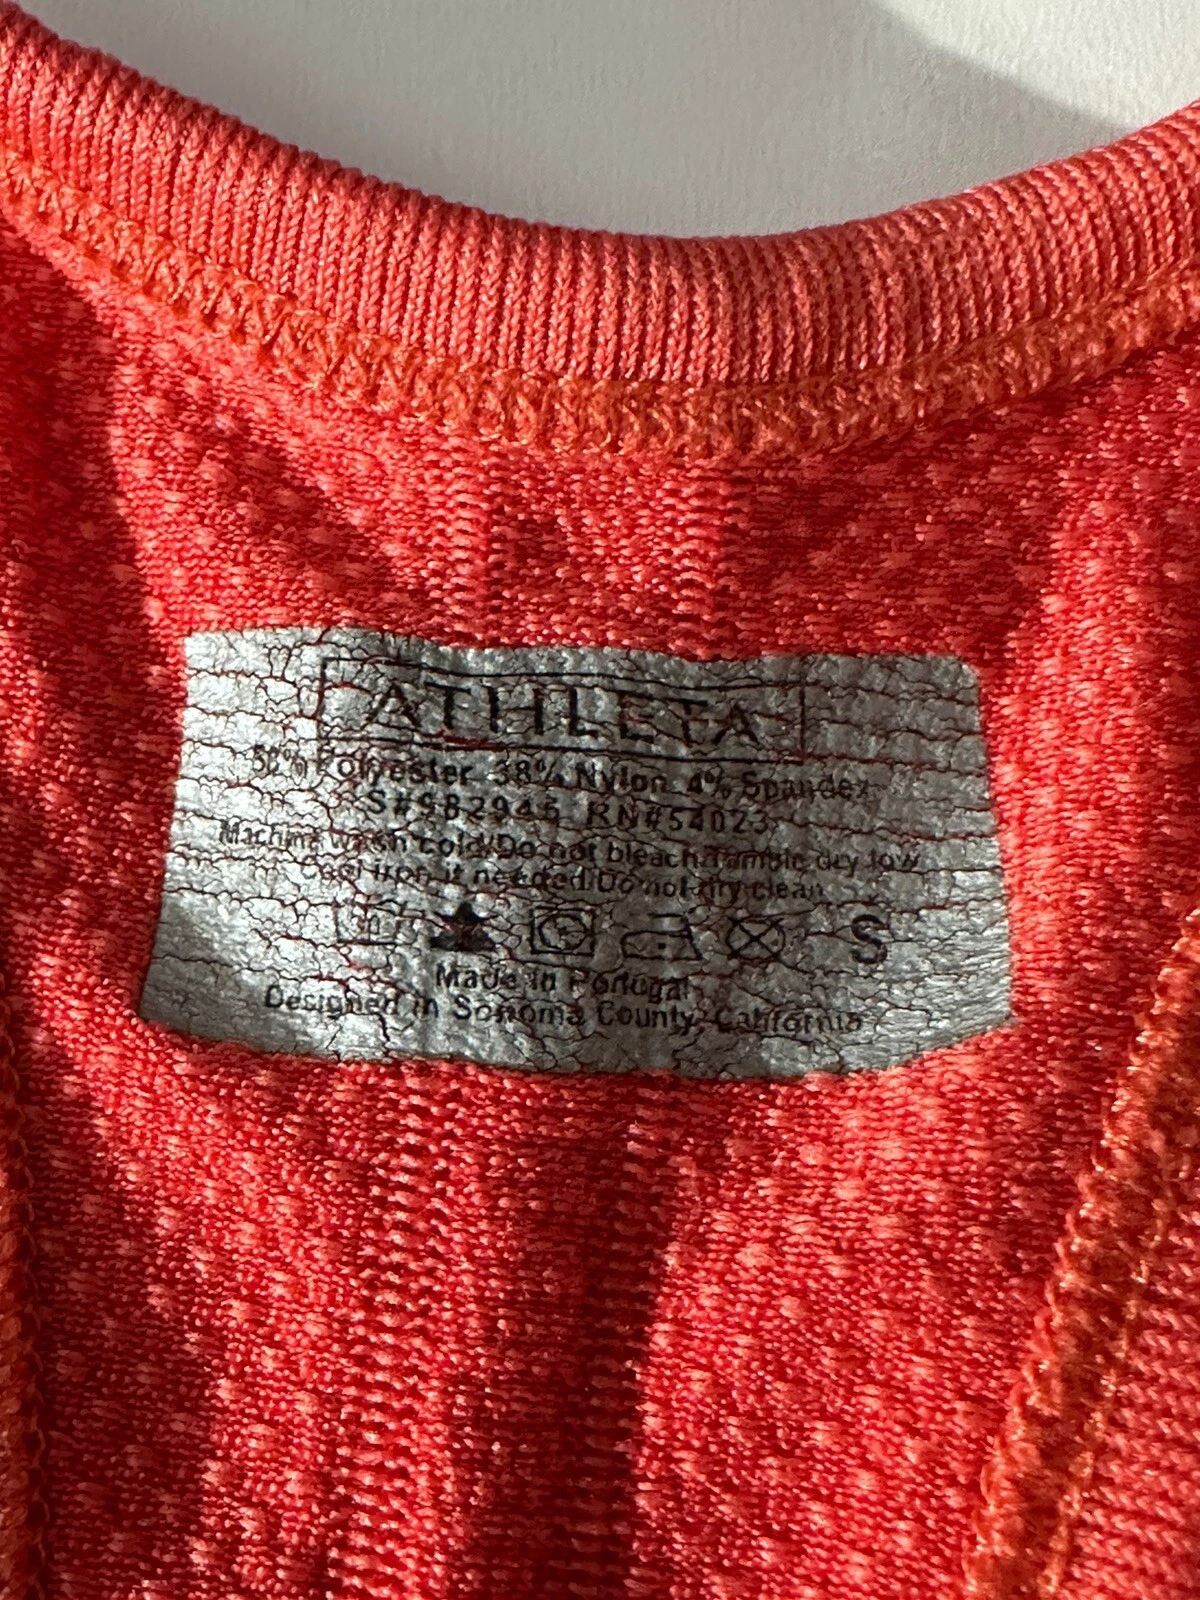 ATHLETA
58% Polyester 38% Nylon 4% Spandex
S#982945 RN#54023
Machine wash cold/Do not bleach/Tumble dry low
Cool iron, if needed/Do not dry clean
S
Made in Portugal
Designed in Sonoma County, California